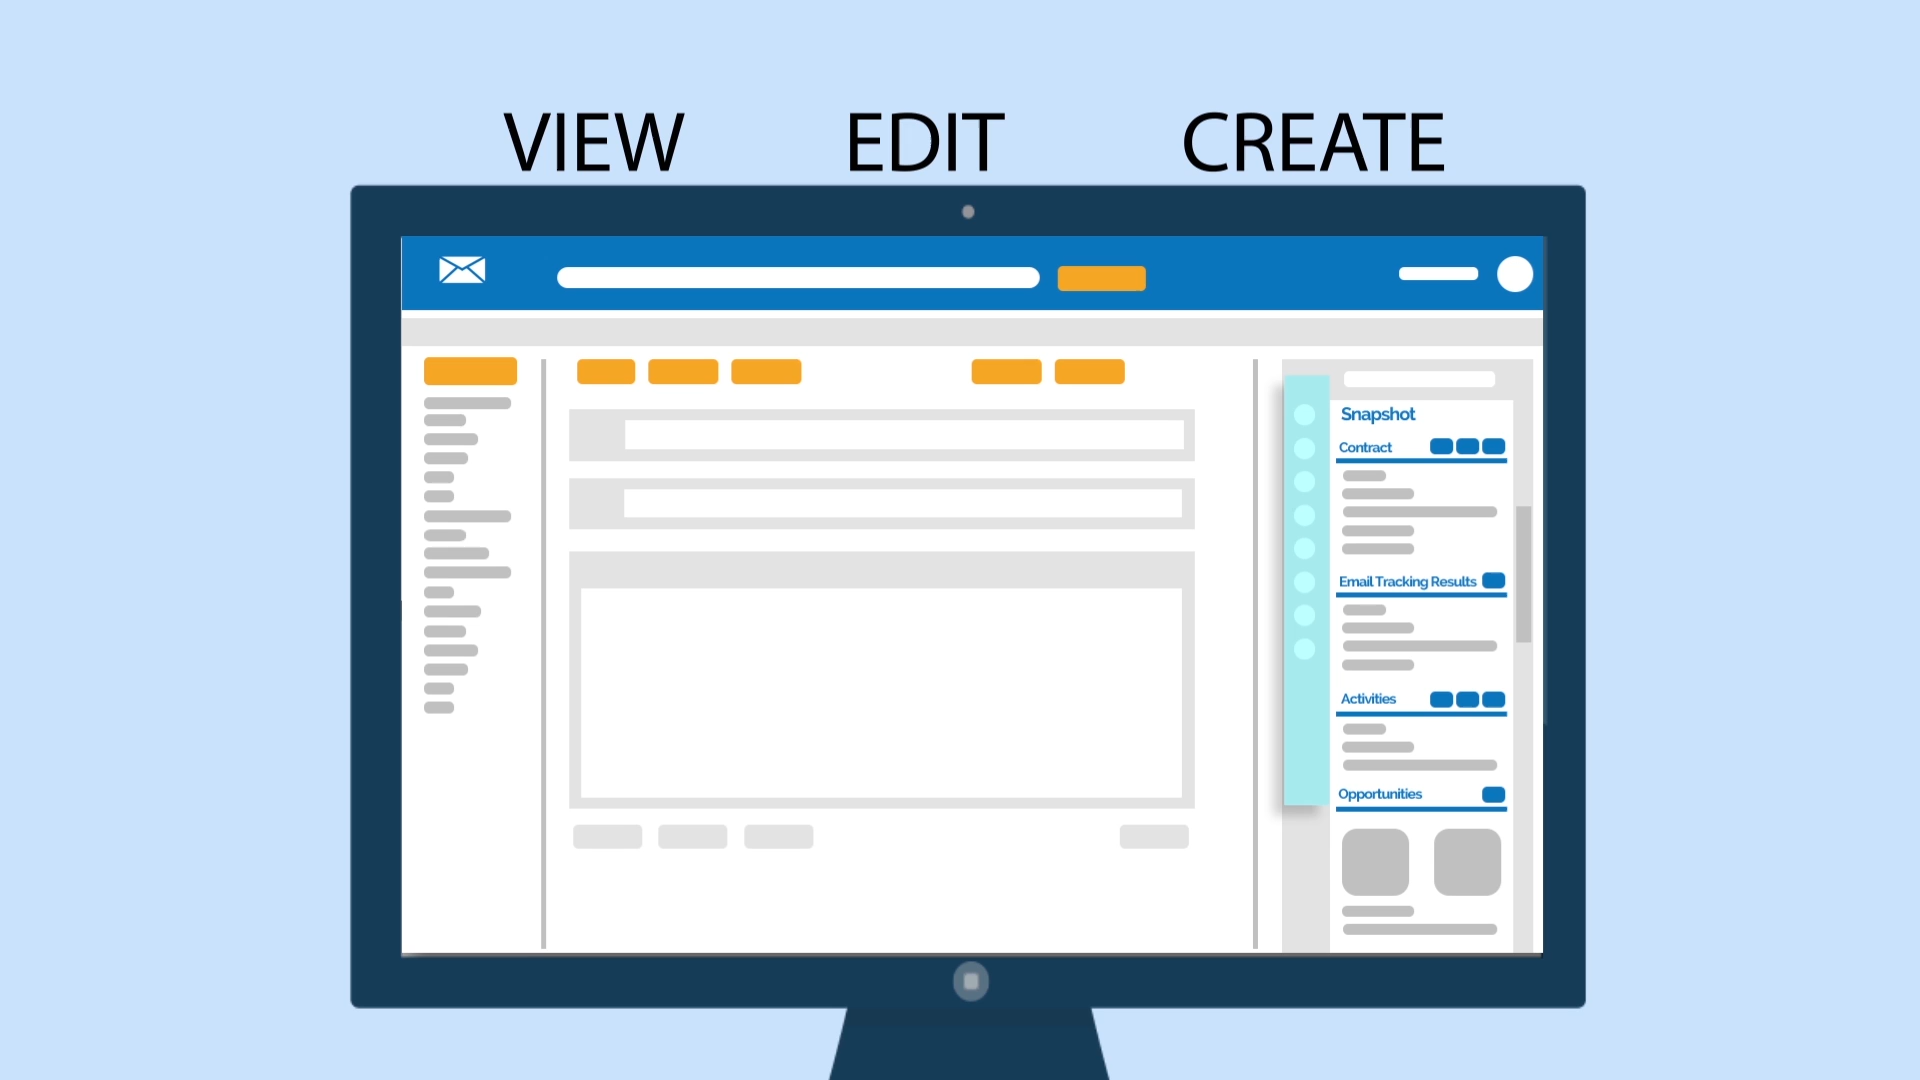 VIEW EDIT CREATE
Snapshot
Contract
Email Tracking Results
Activities
Opportunities